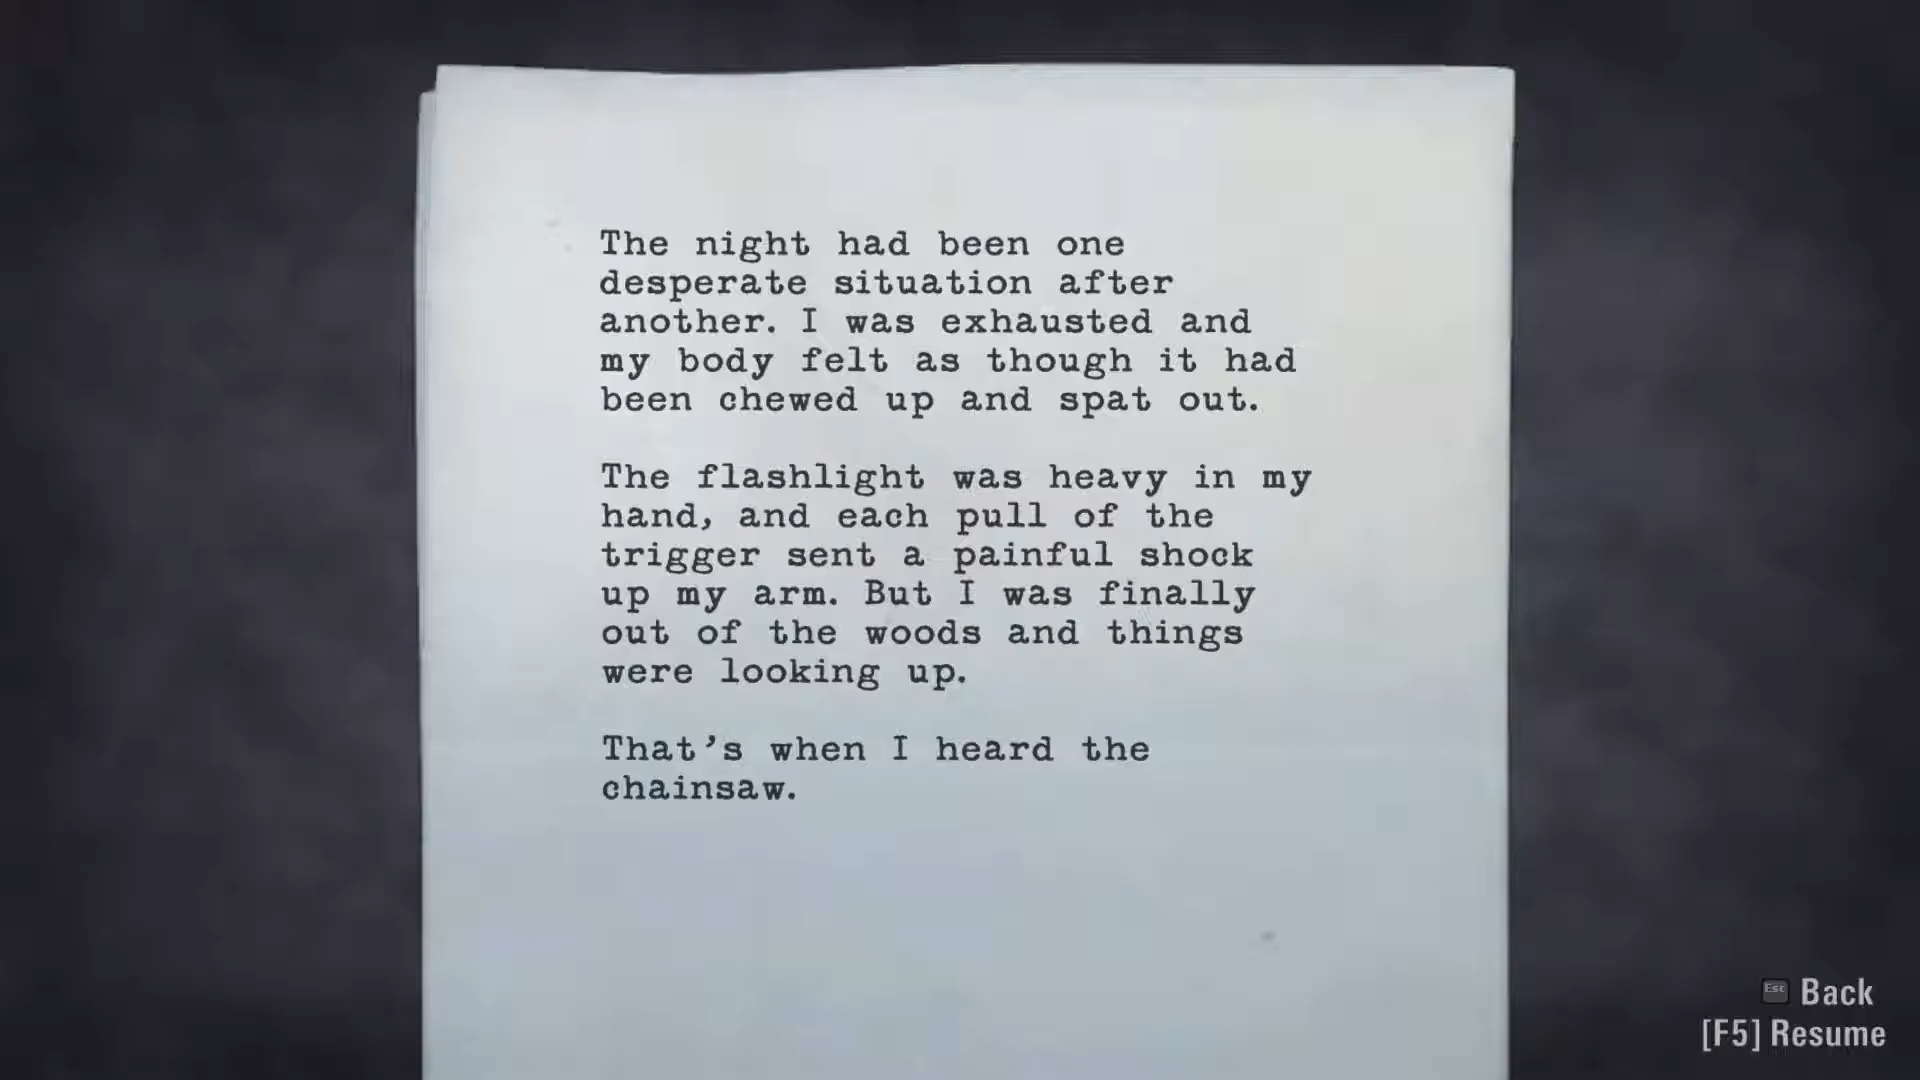 The night had been one
desperate situation after
another. I was exhausted and
my body felt as though it had
been chewed up and spat out.
The flashlight was heavy in my
hand, and each pull of the
trigger sent a painful shock
up my arm. But I was finally
out of the woods and things
were looking up.
That's when I heard the
chainsaw.
Esc Back
[F5] Resume